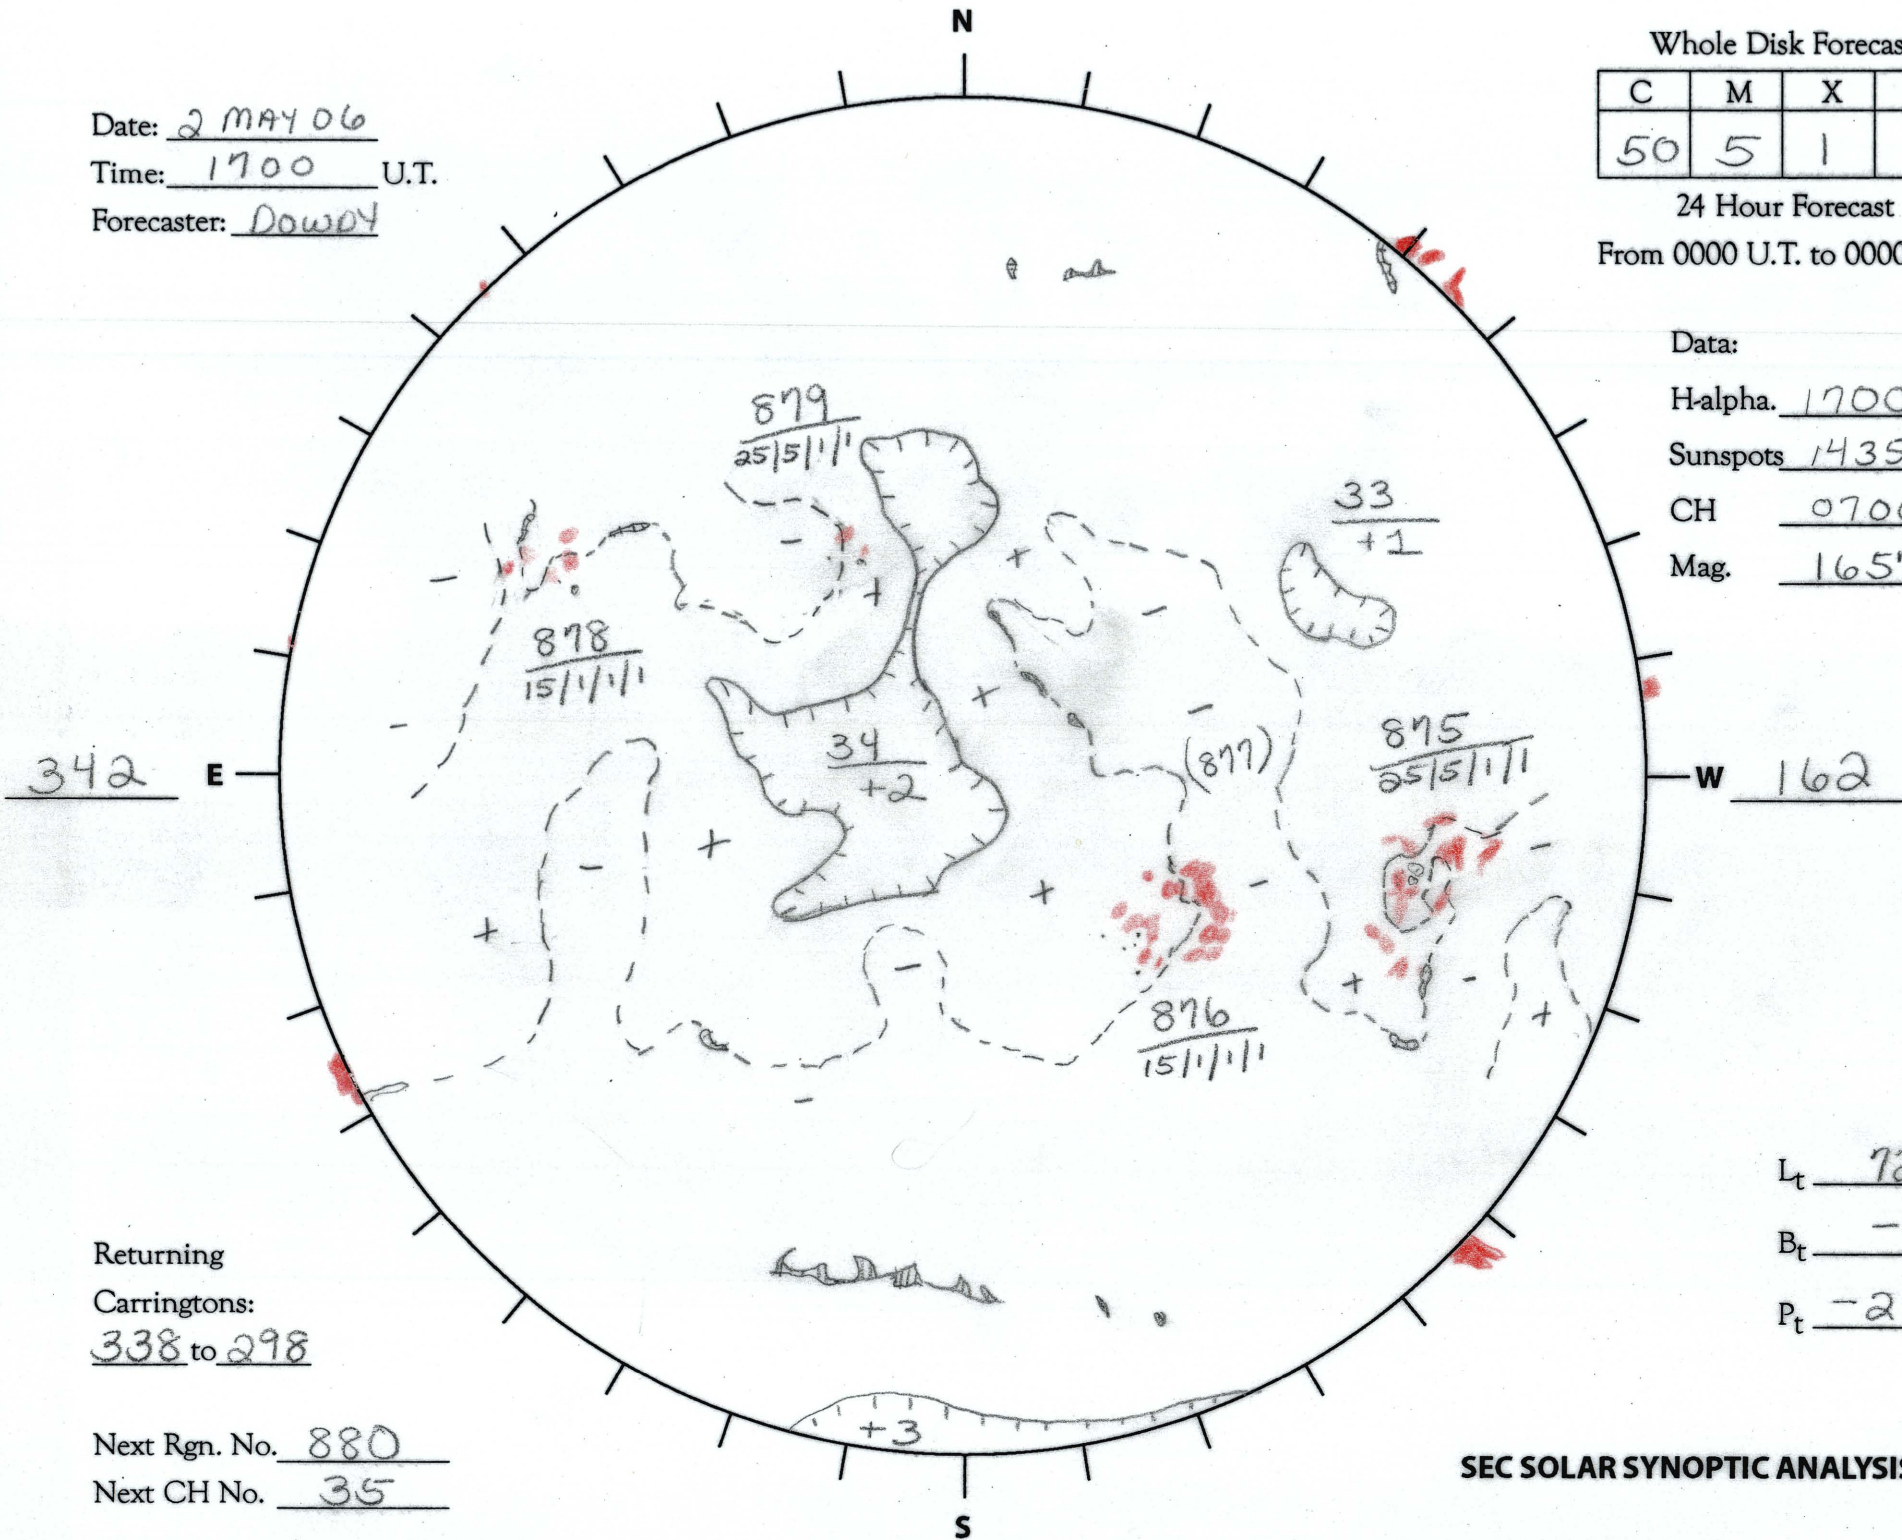 N
Whole Disk Forecas
C M X
50 5 1
24 Hour Forecast
From 0000 U.T. to 0000
Date: 2 MAY 06
Time: 1700 U.T.
Forecaster: DOWDY
Data:
H-alpha. 1700
Sunspots 1435
CH 070
Mag. 165
879
25/5/1/1
33
+1
878
15/1/1/1
34
+2
(877)
875
25/5/1/1
342 E
W 162
876
15/1/1/1
Lt 7
Bt -
Pt -2
Returning
Carringtons:
338 to 298
+3
Next Rgn. No. 880
Next CH No. 35
SEC SOLAR SYNOPTIC ANALYSIS
S